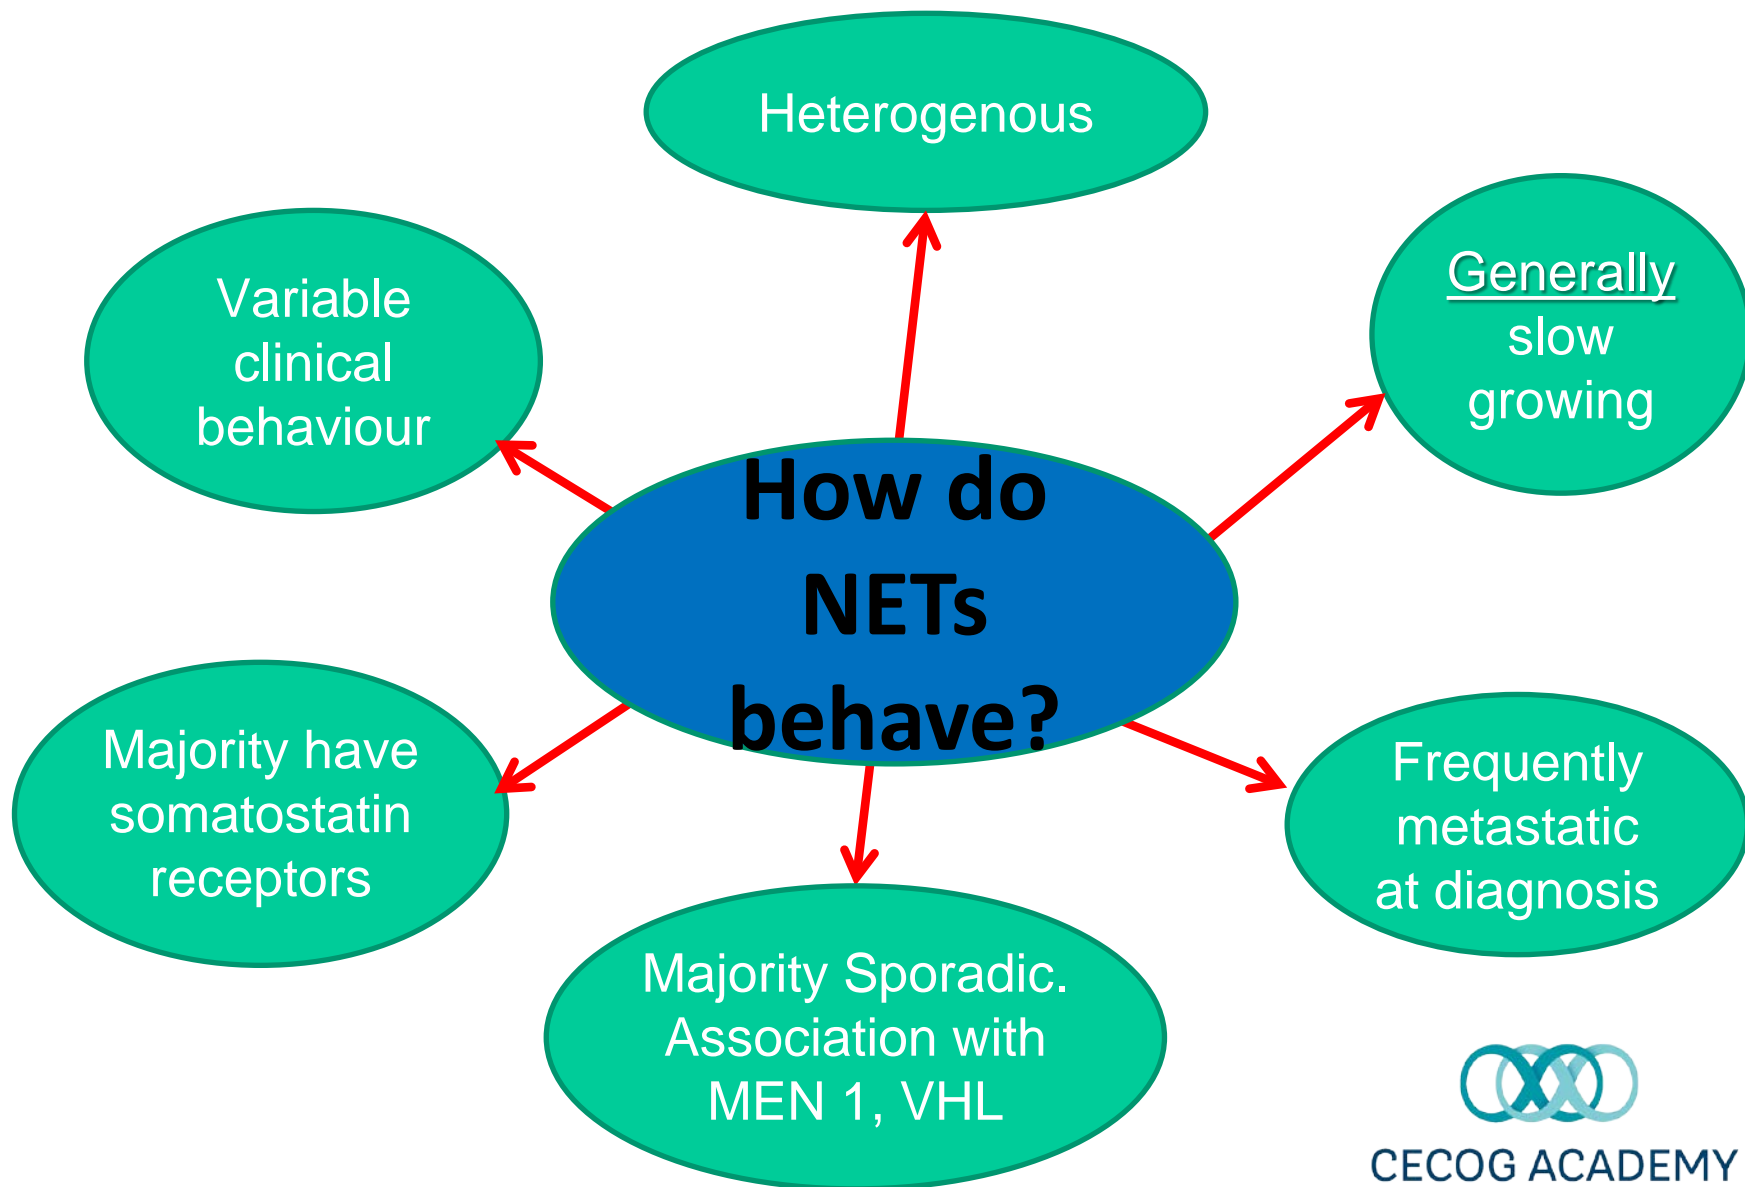 Heterogenous
Generally
slow
growing
Variable
clinical
behaviour
How do
NETs
behave?
Majority have
somatostatin
receptors
Frequently
metastatic
at diagnosis
Majority Sporadic.
Association with
MEN 1, VHL
CECOG ACADEMY